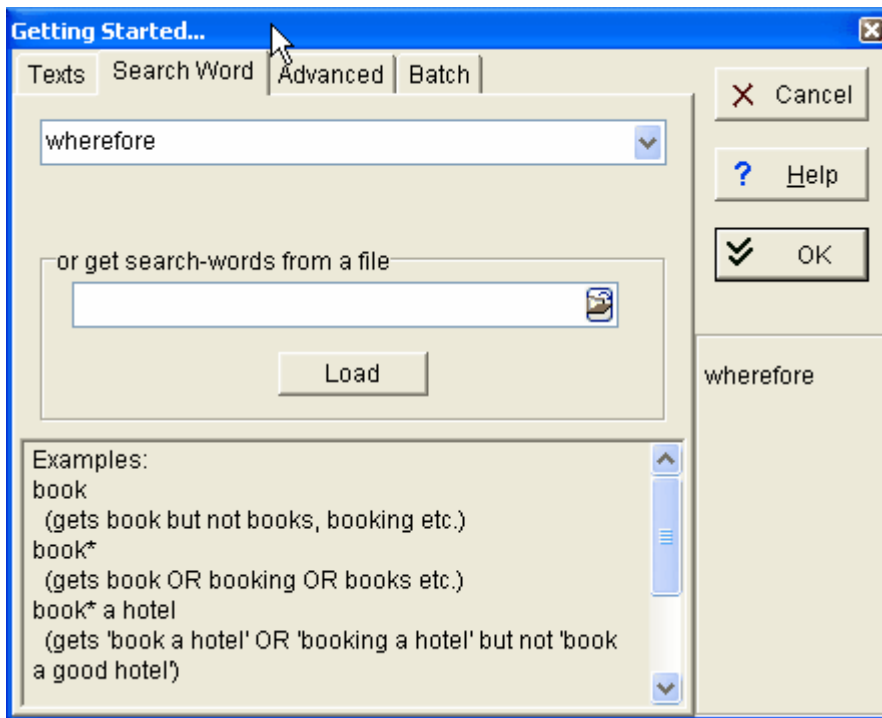 Getting Started...
Texts
Search Word
Advanced
Batch
Cancel
wherefore
? Help
or get search-words from a file
OK
Load
wherefore
Examples:
book
(gets book but not books, booking etc.)
book*
(gets book OR booking OR books etc.)
book* a hotel
(gets 'book a hotel' OR 'booking a hotel' but not 'book
a good hotel')